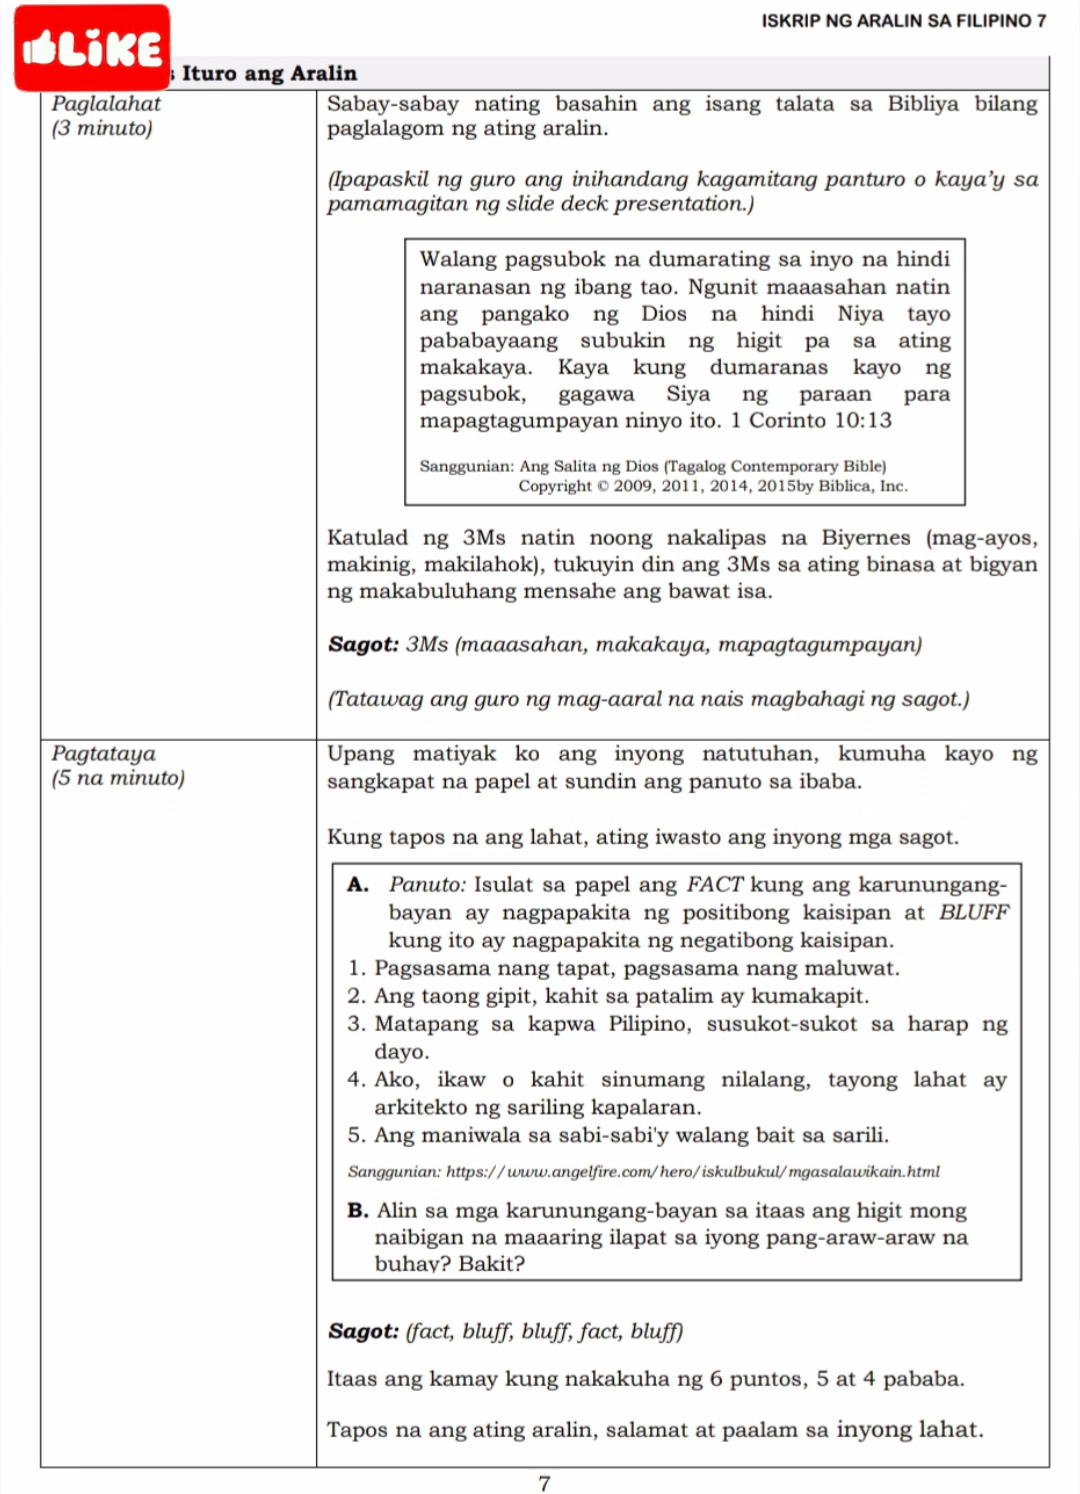 ISKRIP NG ARALIN SA FILIPINO 7
LiKE
Ituro ang Aralin
Paglalahat
(3 minuto)
Sabay-sabay nating basahin ang isang talata sa Bibliya bilang
paglalagom ng ating aralin.
(Ipapaskil ng guro ang inihandang kagamitang panturo o kaya'y sa
pamamagitan ng slide deck presentation.)
Walang pagsubok na dumarating sa inyo na hindi
naranasan ng ibang tao. Ngunit maaasahan natin
ang pangako ng Dios na hindi Niya tayo
pababayaang subukin ng higit pa sa ating
makakaya. Kaya kung dumaranas kayo ng
pagsubok, gagawa Siya ng paraan para
mapagtagumpayan ninyo ito. 1 Corinto 10:13
Sanggunian: Ang Salita ng Dios (Tagalog Contemporary Bible)
Copyright © 2009, 2011, 2014, 2015by Biblica, Inc.
Katulad ng 3Ms natin noong nakalipas na Biyernes (mag-ayos,
makinig, makilahok), tukuyin din ang 3Ms sa ating binasa at bigyan
ng makabuluhang mensahe ang bawat isa.
Sagot: 3Ms (maaasahan, makakaya, mapagtagumpayan)
(Tatawag ang guro ng mag-aaral na nais magbahagi ng sagot.)
Pagtataya
(5 na minuto)
Upang matiyak ko ang inyong natutuhan, kumuha kayo ng
sangkapat na papel at sundin ang panuto sa ibaba.
Kung tapos na ang lahat, ating iwasto ang inyong mga sagot.
A. Panuto: Isulat sa papel ang FACT kung ang karunungang-
bayan ay nagpapakita ng positibong kaisipan at BLUFF
kung ito ay nagpapakita ng negatibong kaisipan.
1. Pagsasama nang tapat, pagsasama nang maluwat.
2. Ang taong gipit, kahit sa patalim ay kumakapit.
3. Matapang sa kapwa Pilipino, susukot-sukot sa harap ng
dayo.
4. Ako, ikaw o kahit sinumang nilalang, tayong lahat ay
arkitekto ng sariling kapalaran.
5. Ang maniwala sa sabi-sabi'y walang bait sa sarili.
Sanggunian: https://www.angelfire.com/hero/iskulbukul/mgasalawikain.html
B. Alin sa mga karunungang-bayan sa itaas ang higit mong
naibigan na maaaring ilapat sa iyong pang-araw-araw na
buhay? Bakit?
Sagot: (fact, bluff, bluff, fact, bluff)
Itaas ang kamay kung nakakuha ng 6 puntos, 5 at 4 pababa.
Tapos na ang ating aralin, salamat at paalam sa inyong lahat.
7